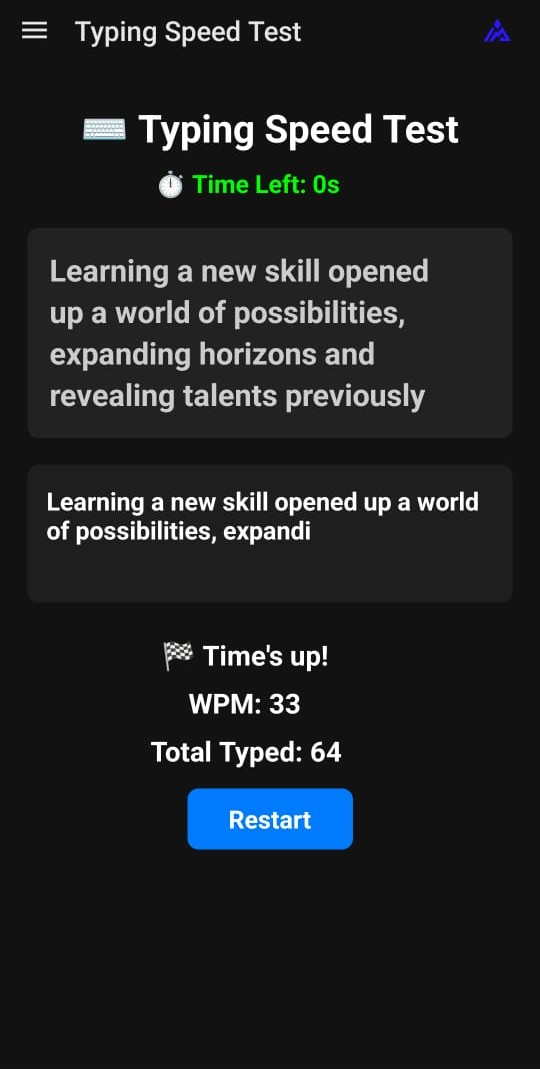 Typing Speed Test
⌨️ Typing Speed Test
⏱️ Time Left: 0s
Learning a new skill opened
up a world of possibilities,
expanding horizons and
revealing talents previously
Learning a new skill opened up a world
of possibilities, expandi
🏁 Time's up!
WPM: 33
Total Typed: 64
Restart